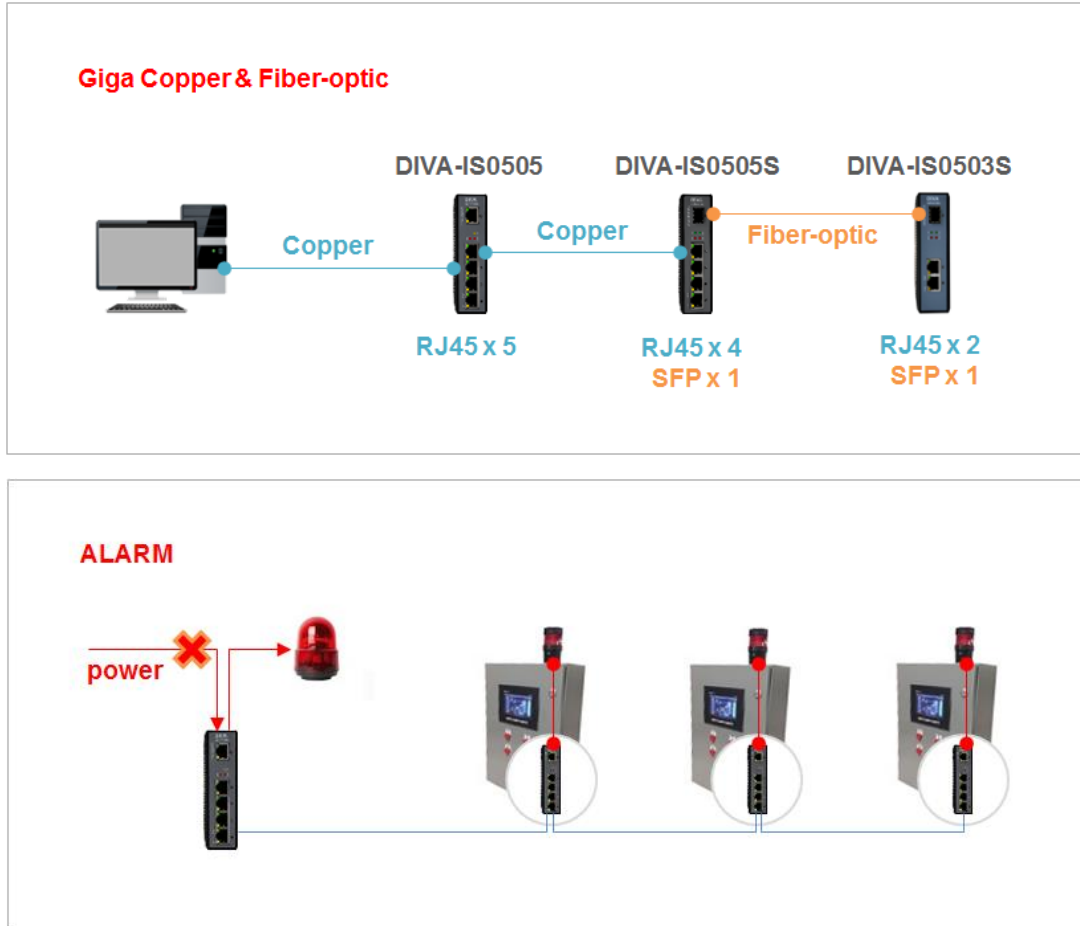 Giga Copper & Fiber-optic
DIVA-IS0505
DIVA-IS0505S
DIVA-IS0503S
Copper
Copper
Fiber-optic
RJ45 x 5
RJ45 x 4
SFP x 1
RJ45 x 2
SFP x 1
ALARM
power